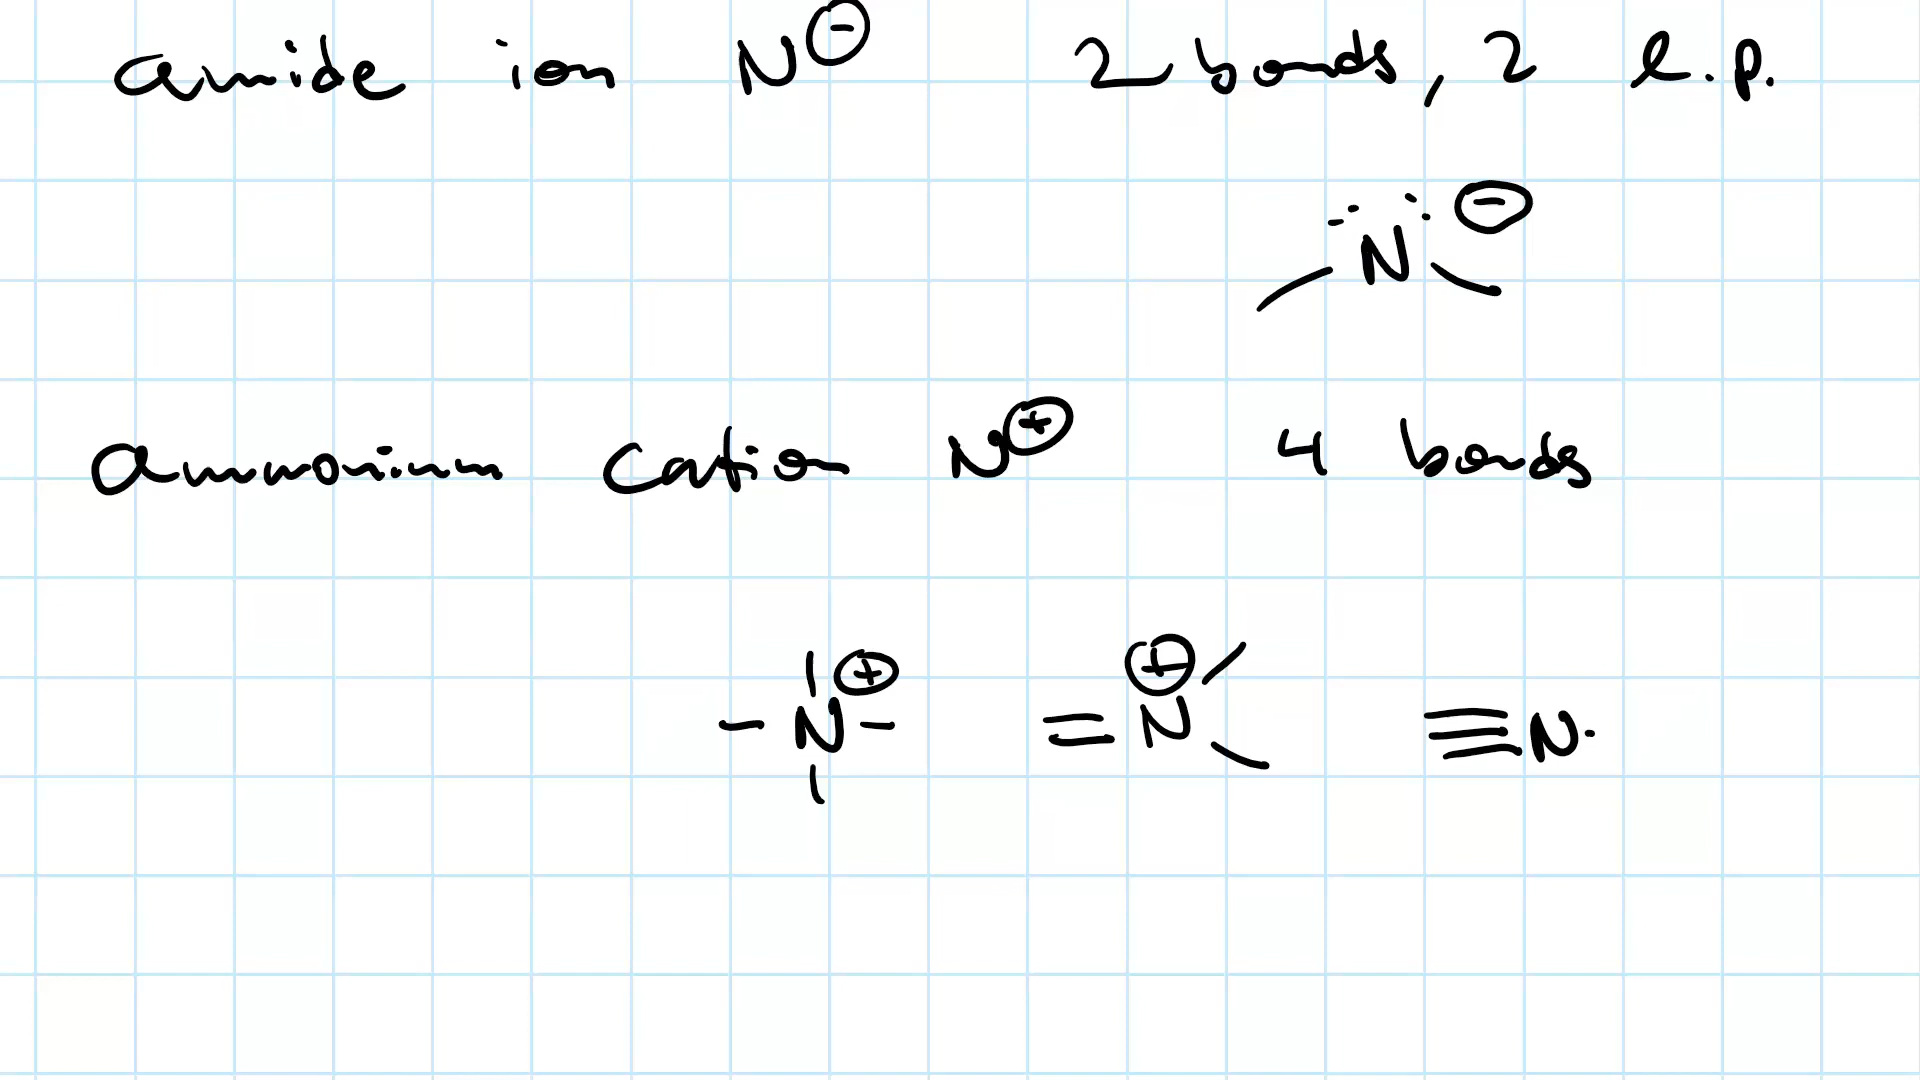 amide ion N⊖ 2 bonds, 2 l.p.
N ⊖
ammonium cation N⊕ 4 bonds
-N- ⊕ =N ⊕ ≡N